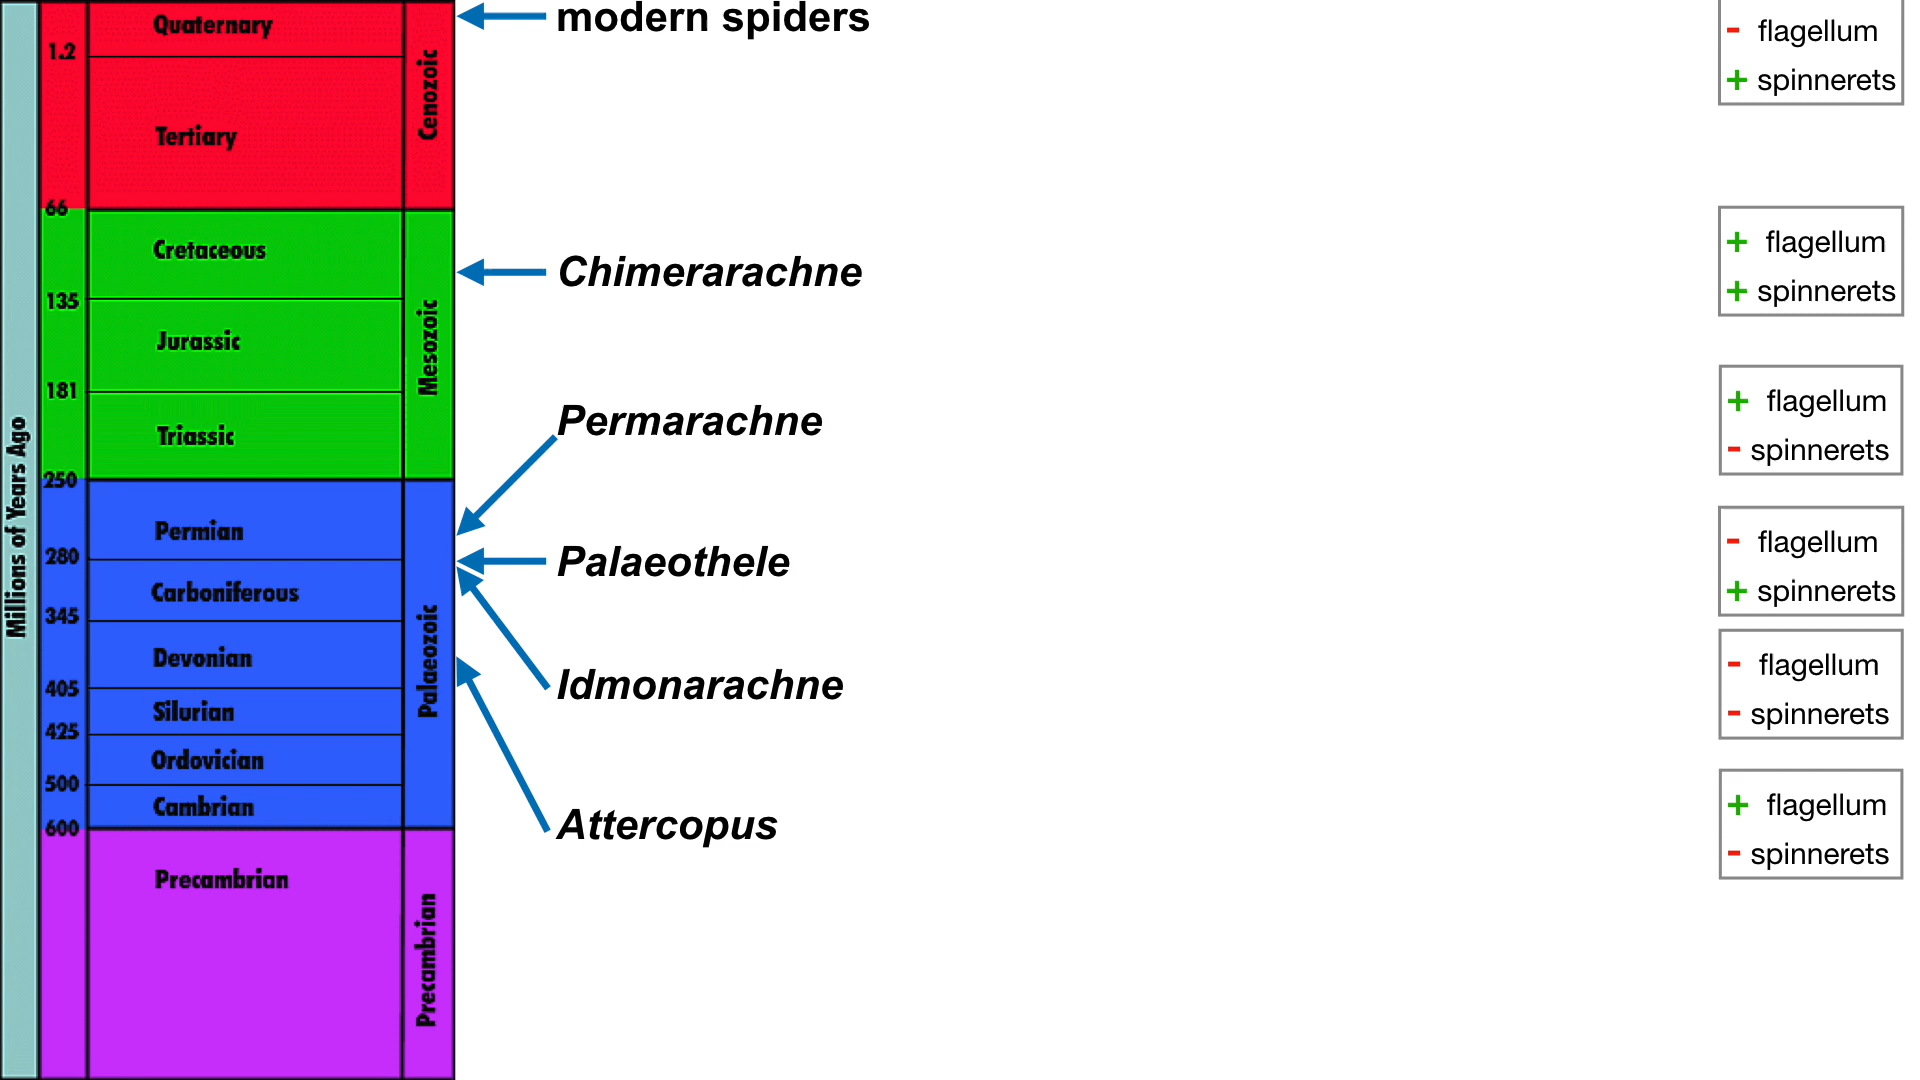 Millions of Years Ago
Quaternary
1.2
Tertiary
Cenozoic
66
Cretaceous
135
Jurassic
181
Triassic
Mesozoic
250
Permian
280
Carboniferous
345
Devonian
405
Silurian
425
Ordovician
500
Cambrian
600
Palaeozoic
Precambrian
Precambrian
modern spiders
- flagellum
+ spinnerets
Chimerarachne
+ flagellum
+ spinnerets
Permarachne
+ flagellum
- spinnerets
Palaeothele
- flagellum
+ spinnerets
Idmonarachne
- flagellum
- spinnerets
Attercopus
+ flagellum
- spinnerets